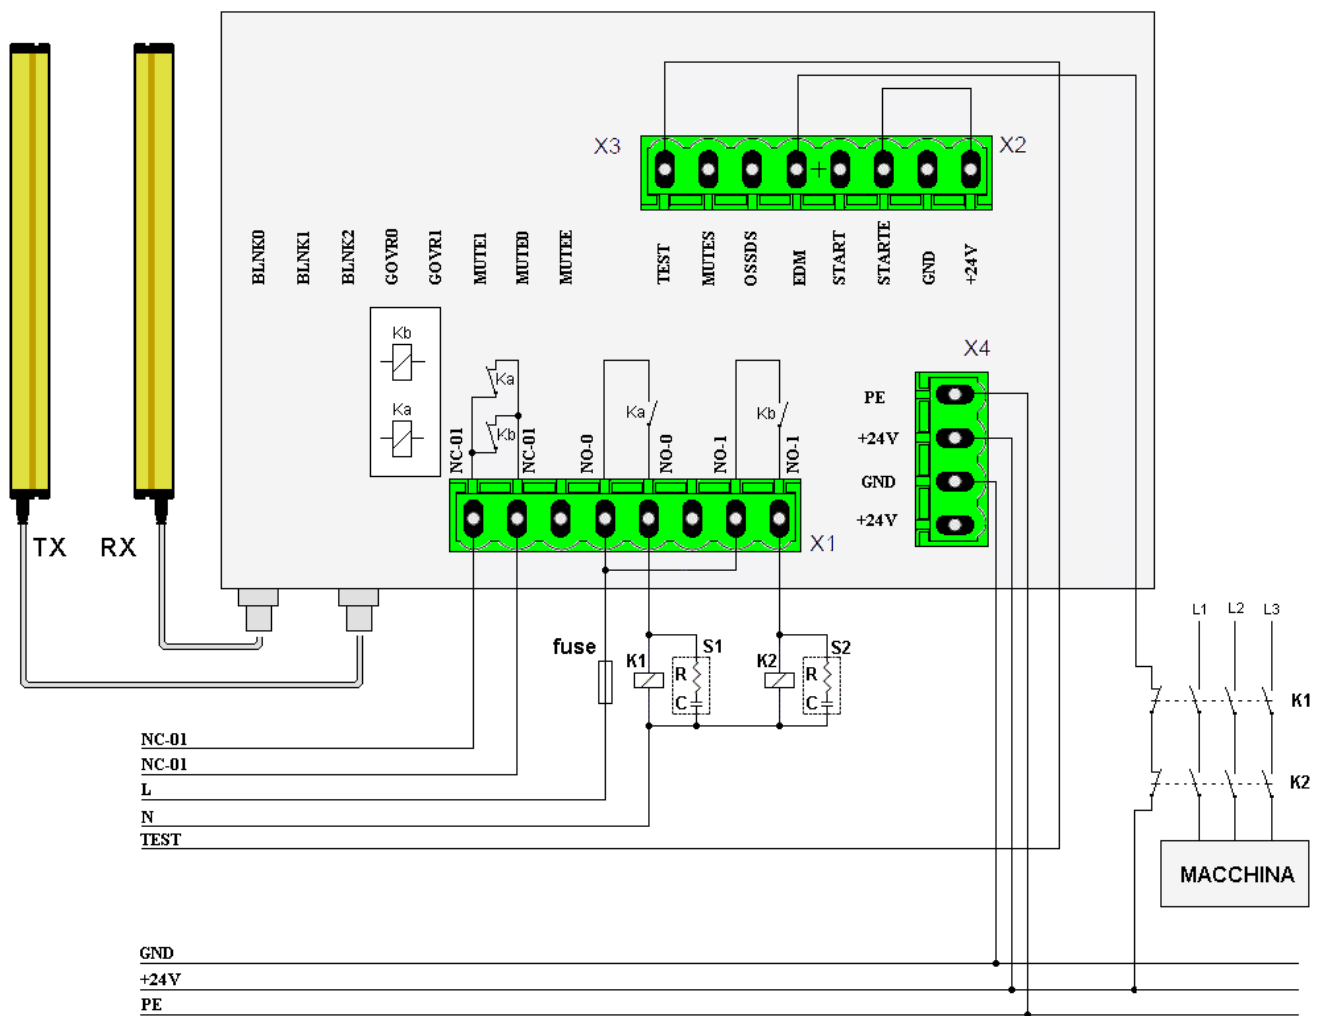 X3
X2
BLNK0
BLNK1
BLNK2
GOVR0
GOVR1
MUTE1
MUTE0
MUTEE
TEST
MUTES
OSSDS
EDM
START
STARTE
GND
+24V
Kb
Ka
Ka
Kb
Ka
Kb
NC-01
NC-01
NO-0
NO-0
NO-1
NO-1
X4
PE
+24V
GND
+24V
X1
TX
RX
fuse
K1
S1
R
C
K2
S2
R
C
L1
L2
L3
K1
K2
MACCHINA
NC-01
NC-01
L
N
TEST
GND
+24V
PE